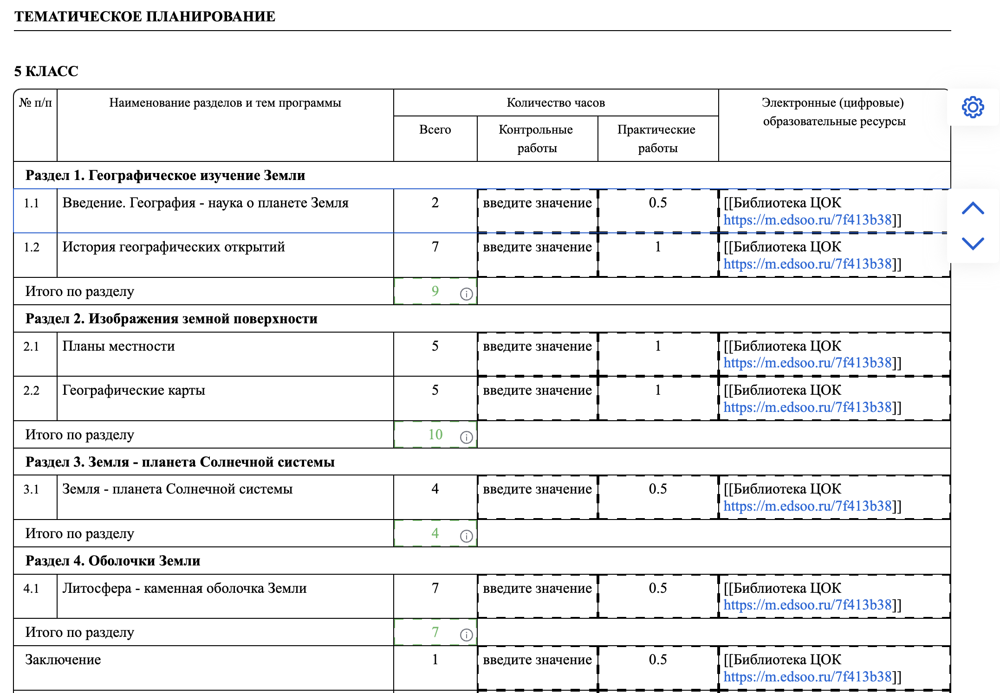 ТЕМАТИЧЕСКОЕ ПЛАНИРОВАНИЕ
5 КЛАСС
№ п/п
Наименование разделов и тем программы
Количество часов
Электронные (цифровые)
образовательные ресурсы
Всего
Контрольные
работы
Практические
работы
Раздел 1. Географическое изучение Земли
1.1
Введение. География - наука о планете Земля
2
введите значение
0.5
[[Библиотека ЦОК
https://m.edsoo.ru/7f413b38]]
1.2
История географических открытий
7
введите значение
1
[[Библиотека ЦОК
https://m.edsoo.ru/7f413b38]]
Итого по разделу
9
Раздел 2. Изображения земной поверхности
2.1
Планы местности
5
введите значение
1
[[Библиотека ЦОК
https://m.edsoo.ru/7f413b38]]
2.2
Географические карты
5
введите значение
1
[[Библиотека ЦОК
https://m.edsoo.ru/7f413b38]]
Итого по разделу
10
Раздел 3. Земля - планета Солнечной системы
3.1
Земля - планета Солнечной системы
4
введите значение
0.5
[[Библиотека ЦОК
https://m.edsoo.ru/7f413b38]]
Итого по разделу
4
Раздел 4. Оболочки Земли
4.1
Литосфера - каменная оболочка Земли
7
введите значение
0.5
[[Библиотека ЦОК
https://m.edsoo.ru/7f413b38]]
Итого по разделу
7
Заключение
1
введите значение
0.5
[[Библиотека ЦОК
https://m.edsoo.ru/7f413b38]]